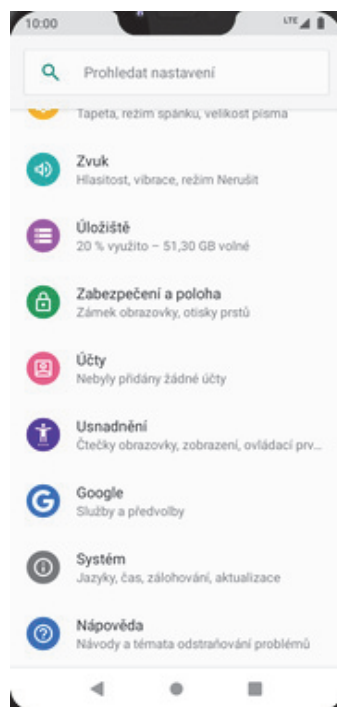 10:00
LTE
Prohledat nastavení
Tapeta, režim spánku, velikost písma
Zvuk
Hlasitost, vibrace, režim Nerušit
Úložiště
20 % využito – 51,30 GB volné
Zabezpečení a poloha
Zámek obrazovky, otisky prstů
Účty
Nebyly přidány žádné účty
Usnadnění
Čtečky obrazovky, zobrazení, ovládací prv...
Google
Služby a předvolby
Systém
Jazyky, čas, zálohování, aktualizace
Nápověda
Návody a témata odstraňování problémů